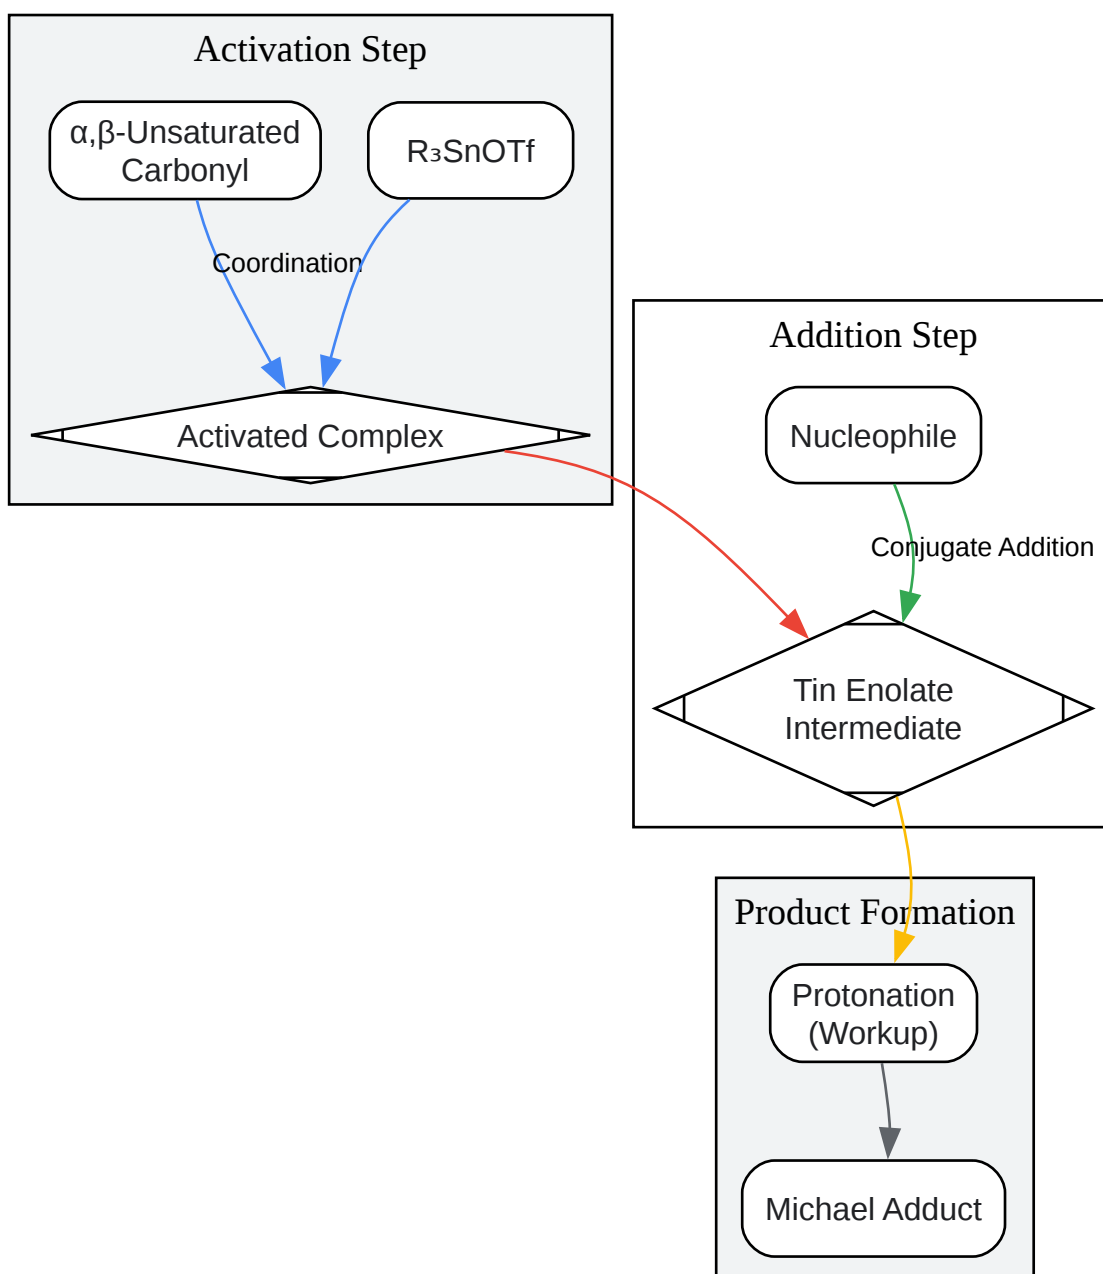 Activation Step
α,β-Unsaturated
Carbonyl
R₃SnOTf
Coordination
Activated Complex
Addition Step
Nucleophile
Conjugate Addition
Tin Enolate
Intermediate
Product Formation
Protonation
(Workup)
Michael Adduct